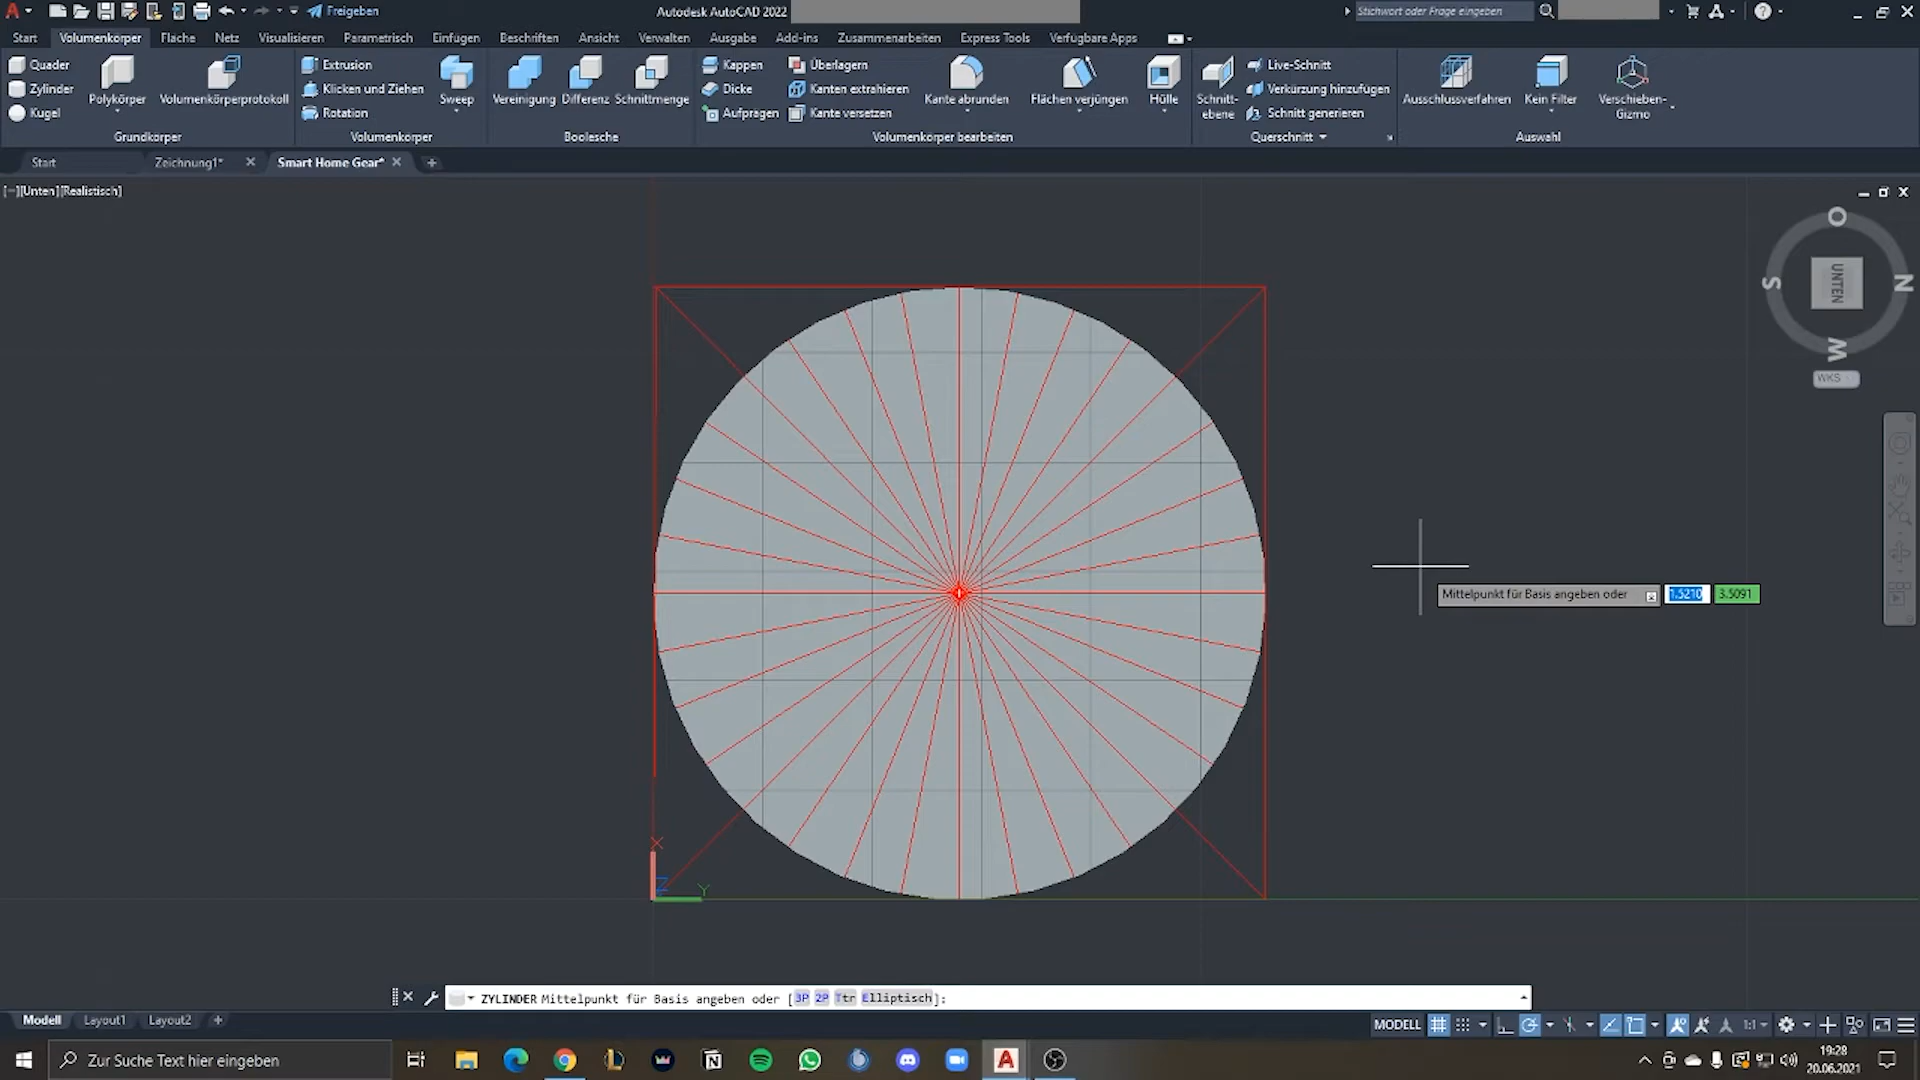 A Freigeben Autodesk AutoCAD 2022 Stichwort oder Frage eingeben
Start Volumenkörper Fläche Netz Visualisieren Parametrisch Einfügen Beschriften Ansicht Verwalten Ausgabe Add-ins Zusammenarbeiten Express Tools Verfügbare Apps
Quader Extrusion Kappen Überlagern Live-Schnitt
Zylinder Klicken und Ziehen Dicke Kanten extrahieren Verkürzung hinzufügen
Polykörper Volumenkörperprotokoll Sweep Vereinigung Differenz Schnittmenge Kante abrunden Flächen verjüngen Hülle Schnitt-ebene Ausschlussverfahren Kein Filter Verschieben-Gizmo
Kugel Rotation Aufprägen Kante versetzen Schnitt generieren
Grundkörper Volumenkörper Boolesche Volumenkörper bearbeiten Querschnitt Auswahl
Start Zeichnung1* Smart Home Gear*
[–][Unten][Realistisch]
O
S UNTEN N
W
WKS
Mittelpunkt für Basis angeben oder 1.5210 3.5091
X
Z Y
ZYLINDER Mittelpunkt für Basis angeben oder [3P 2P Ttr Elliptisch]:
Modell Layout1 Layout2 + MODELL 1:1
Zur Suche Text hier eingeben
19:28
20.06.2021